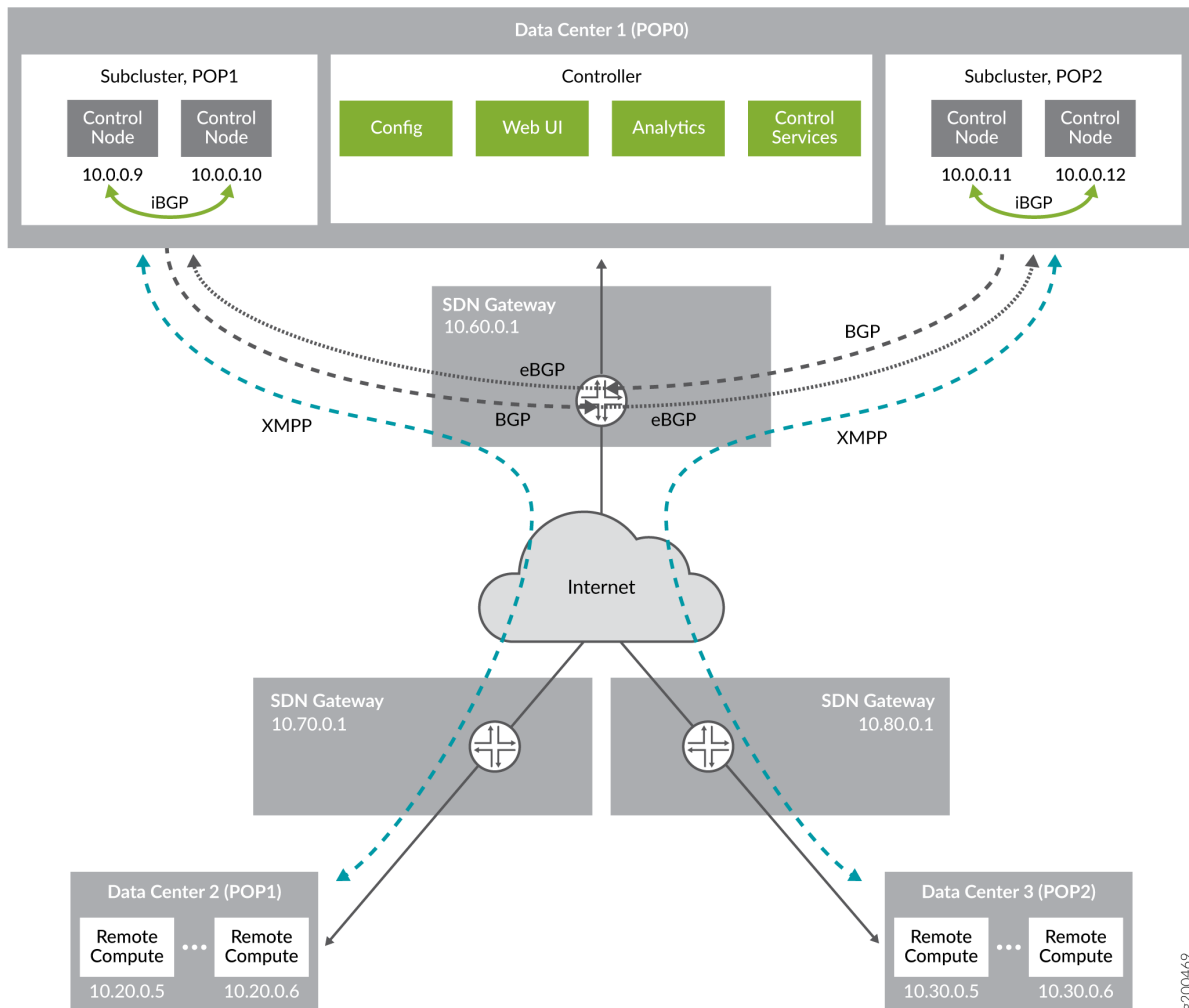 Data Center 1 (POP0)
Subcluster, POP1
Control
Node
Control
Node
10.0.0.9
10.0.0.10
iBGP
Controller
Config
Web UI
Analytics
Control
Services
Subcluster, POP2
Control
Node
Control
Node
10.0.0.11
10.0.0.12
iBGP
SDN Gateway
10.60.0.1
BGP
eBGP
BGP
eBGP
XMPP
XMPP
Internet
SDN Gateway
10.70.0.1
SDN Gateway
10.80.0.1
Data Center 2 (POP1)
Remote
Compute
Remote
Compute
10.20.0.5
10.20.0.6
Data Center 3 (POP2)
Remote
Compute
Remote
Compute
10.30.0.5
10.30.0.6
g200469